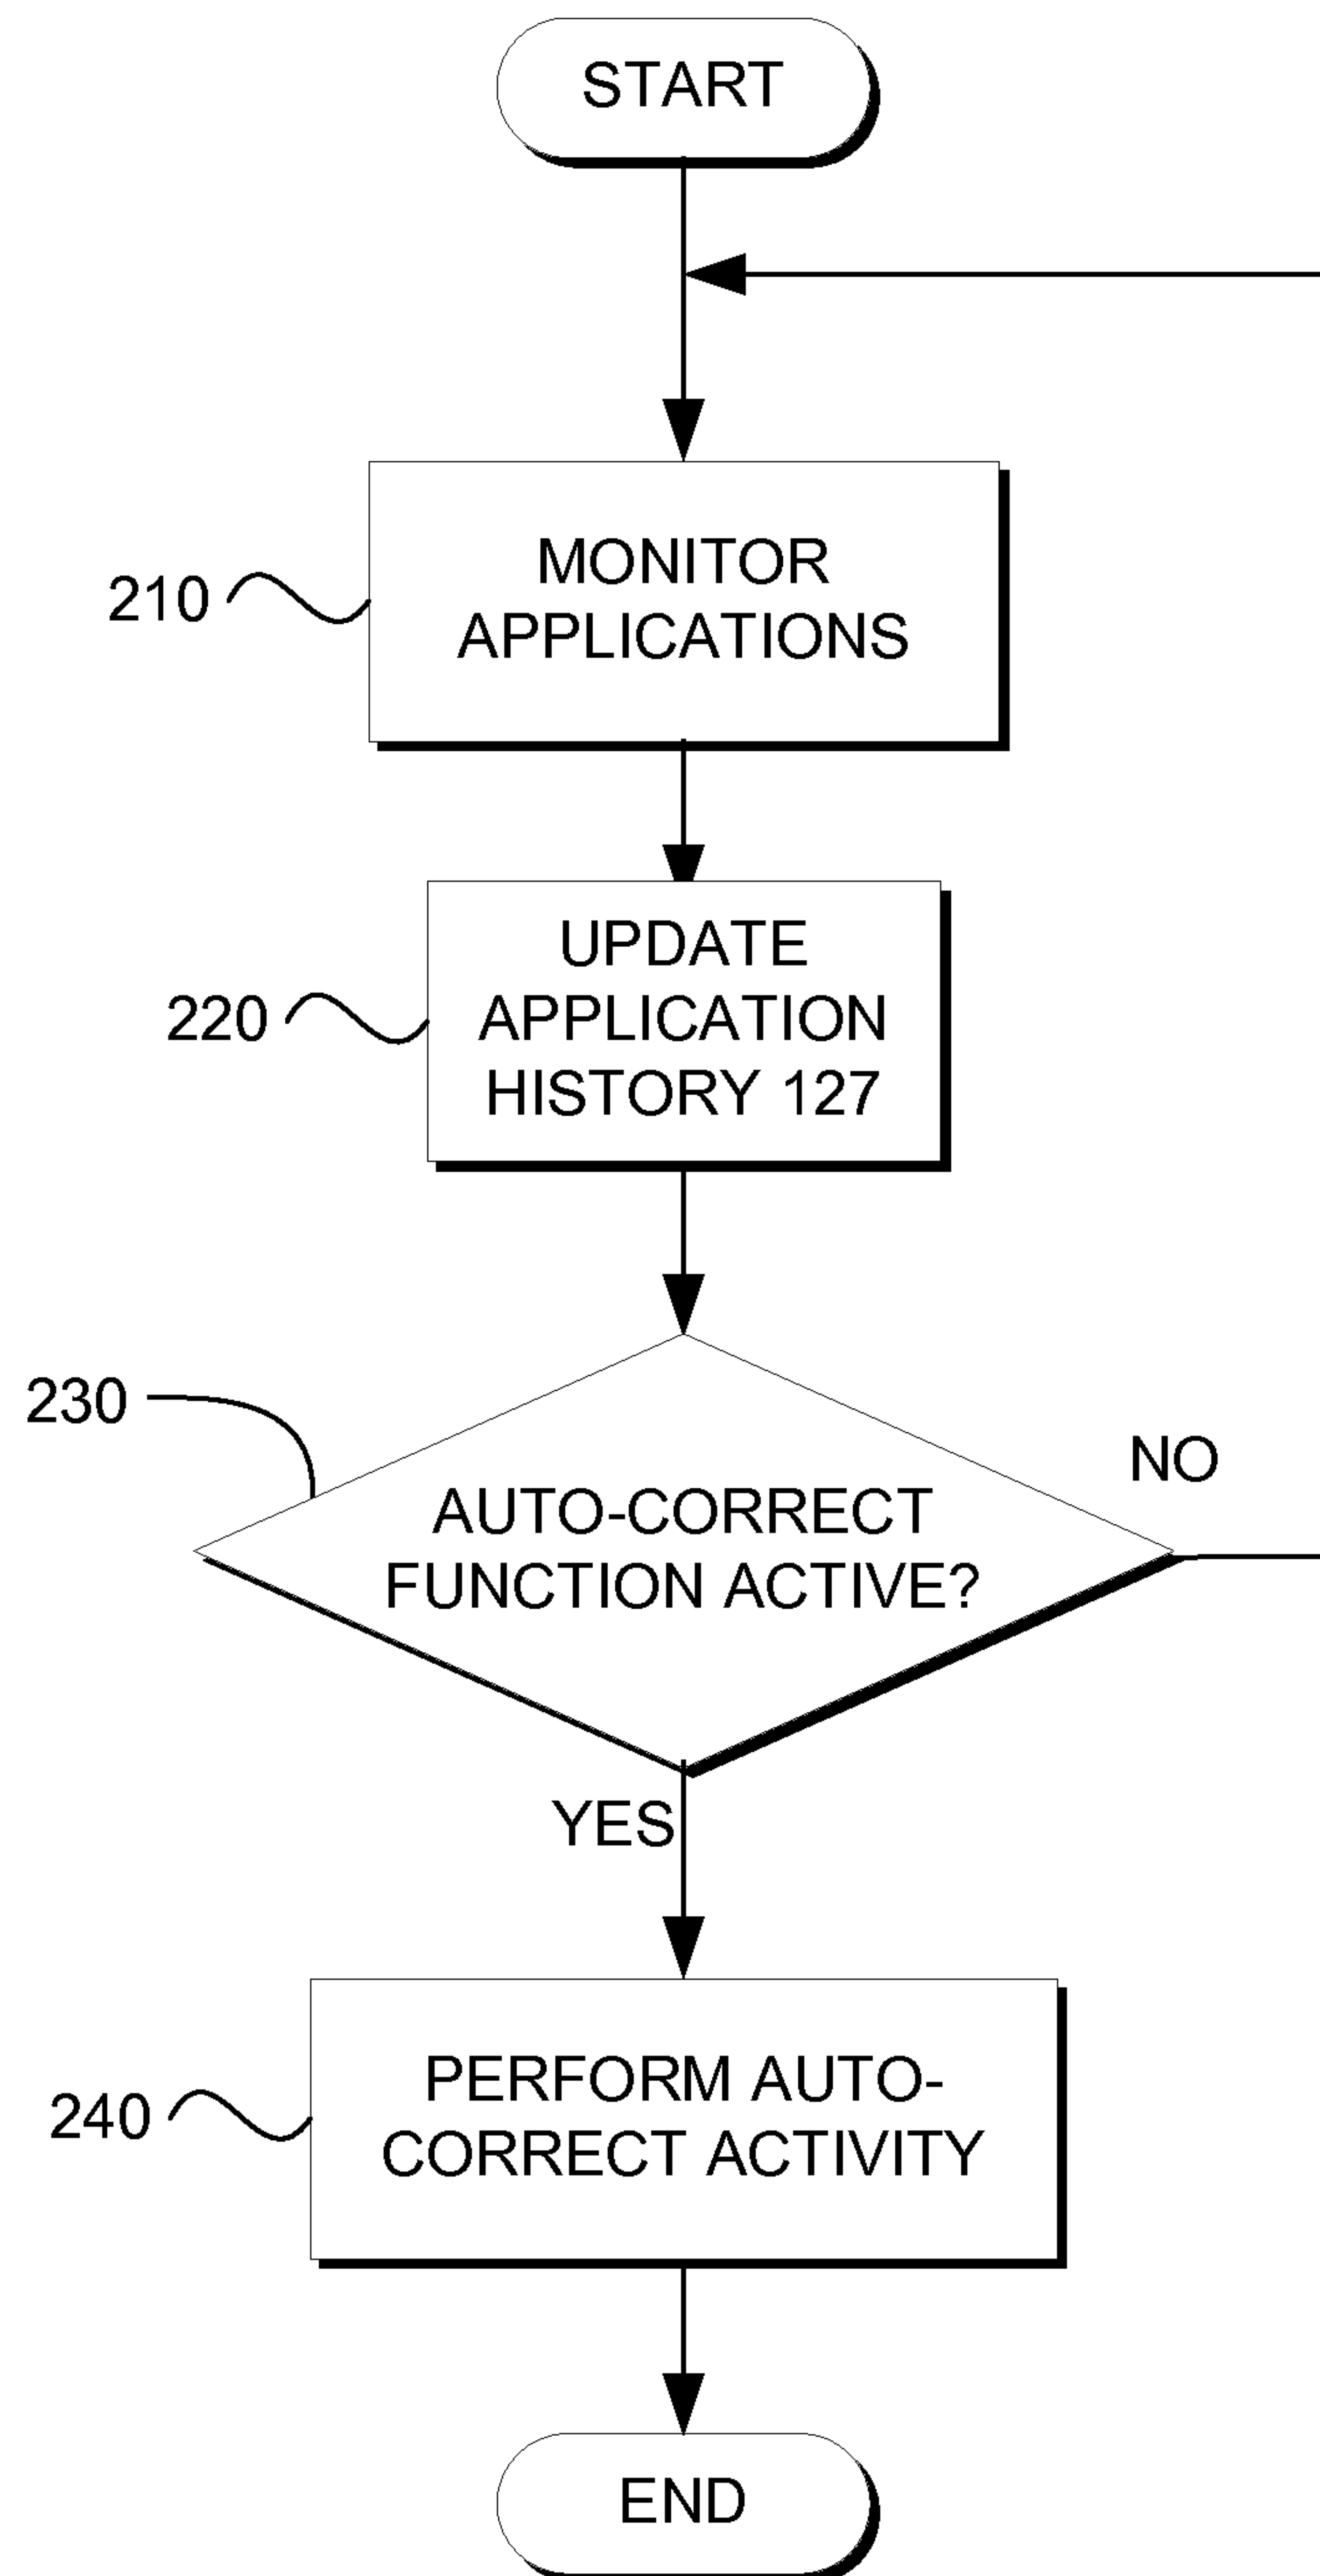 START
210
MONITOR
APPLICATIONS
220
UPDATE
APPLICATION
HISTORY 127
230
AUTO-CORRECT
FUNCTION ACTIVE?
NO
YES
240
PERFORM AUTO-
CORRECT ACTIVITY
END